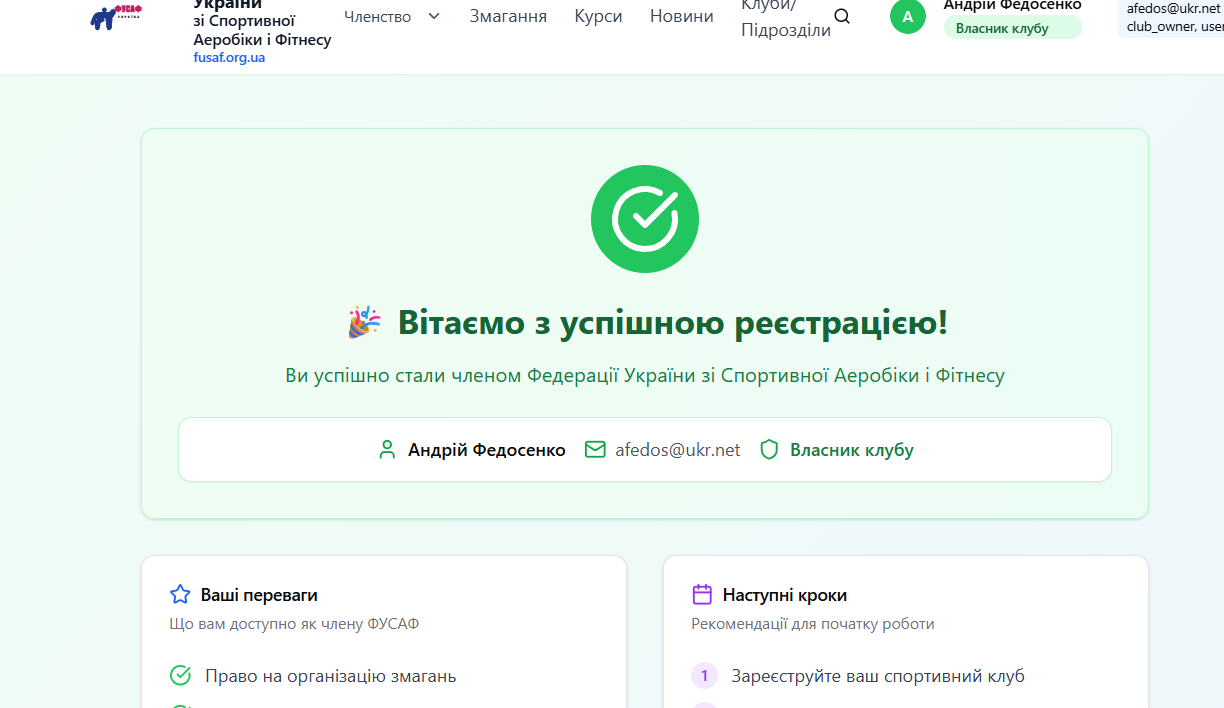 ФУСАФ
УКРАЇНА
України
зі Спортивної
Аеробіки і Фітнесу
fusaf.org.ua
Членство
Змагання
Курси
Новини
Клуби/
Підрозділи
А
Андрій Федосенко
Власник клубу
afedos@ukr.net
club_owner, user
Вітаємо з успішною реєстрацією!
Ви успішно стали членом Федерації України зі Спортивної Аеробіки і Фітнесу
Андрій Федосенко afedos@ukr.net Власник клубу
Ваші переваги
Що вам доступно як члену ФУСАФ
Право на організацію змагань
Наступні кроки
Рекомендації для початку роботи
1 Зареєструйте ваш спортивний клуб